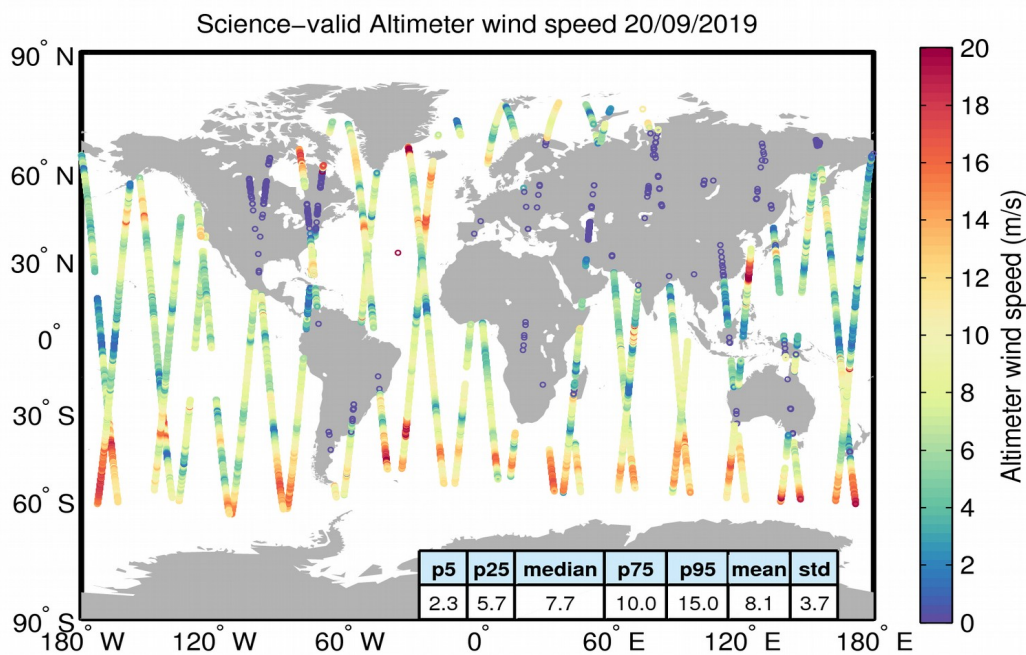 Science−valid Altimeter wind speed 20/09/2019
90° N
60° N
30° N
0°
30° S
60° S
90° S
180° W
120° W
60° W
0°
60° E
120° E
180° E
p5 p25 median p75 p95 mean std
2.3 5.7 7.7 10.0 15.0 8.1 3.7
20
18
16
14
12
10
8
6
4
2
0
Altimeter wind speed (m/s)